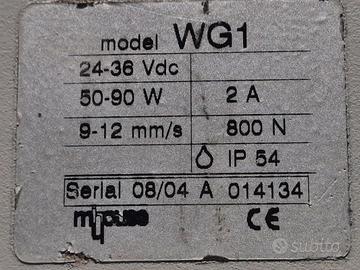 model WG1
24-36 Vdc
50-90 W 2 A
9-12 mm/s 800 N
IP 54
Serial 08/04 A 014134
CE
subito